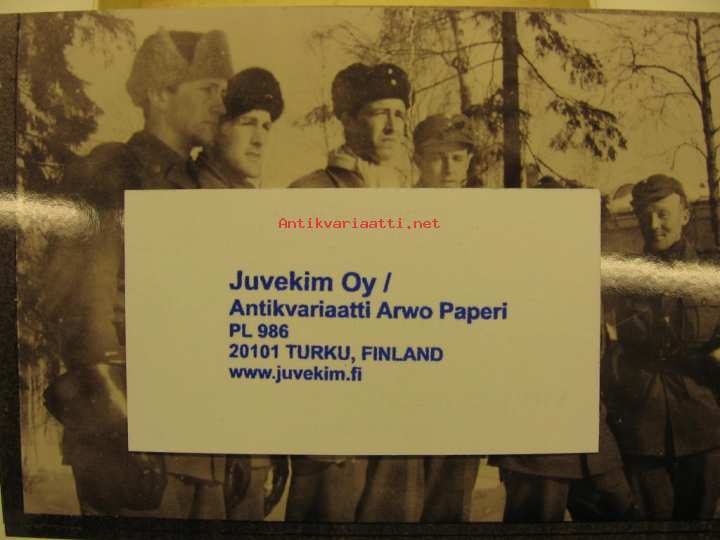 Antikvariaatti.net
Juvekim Oy /
Antikvariaatti Arwo Paperi
PL 986
20101 TURKU, FINLAND
www.juvekim.fi